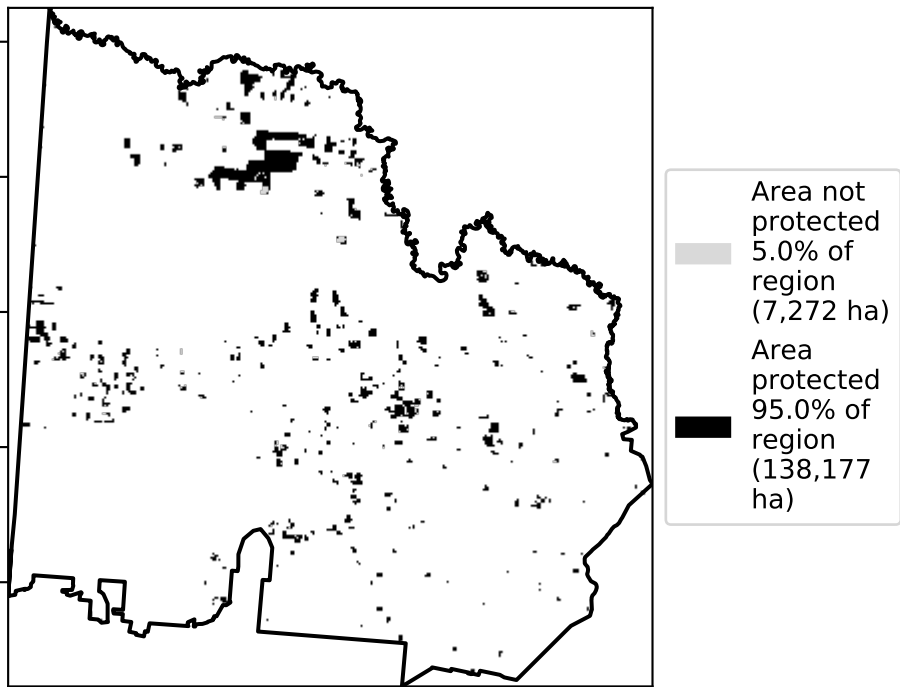 Area not
protected
5.0% of
region
(7,272 ha)
Area
protected
95.0% of
region
(138,177
ha)